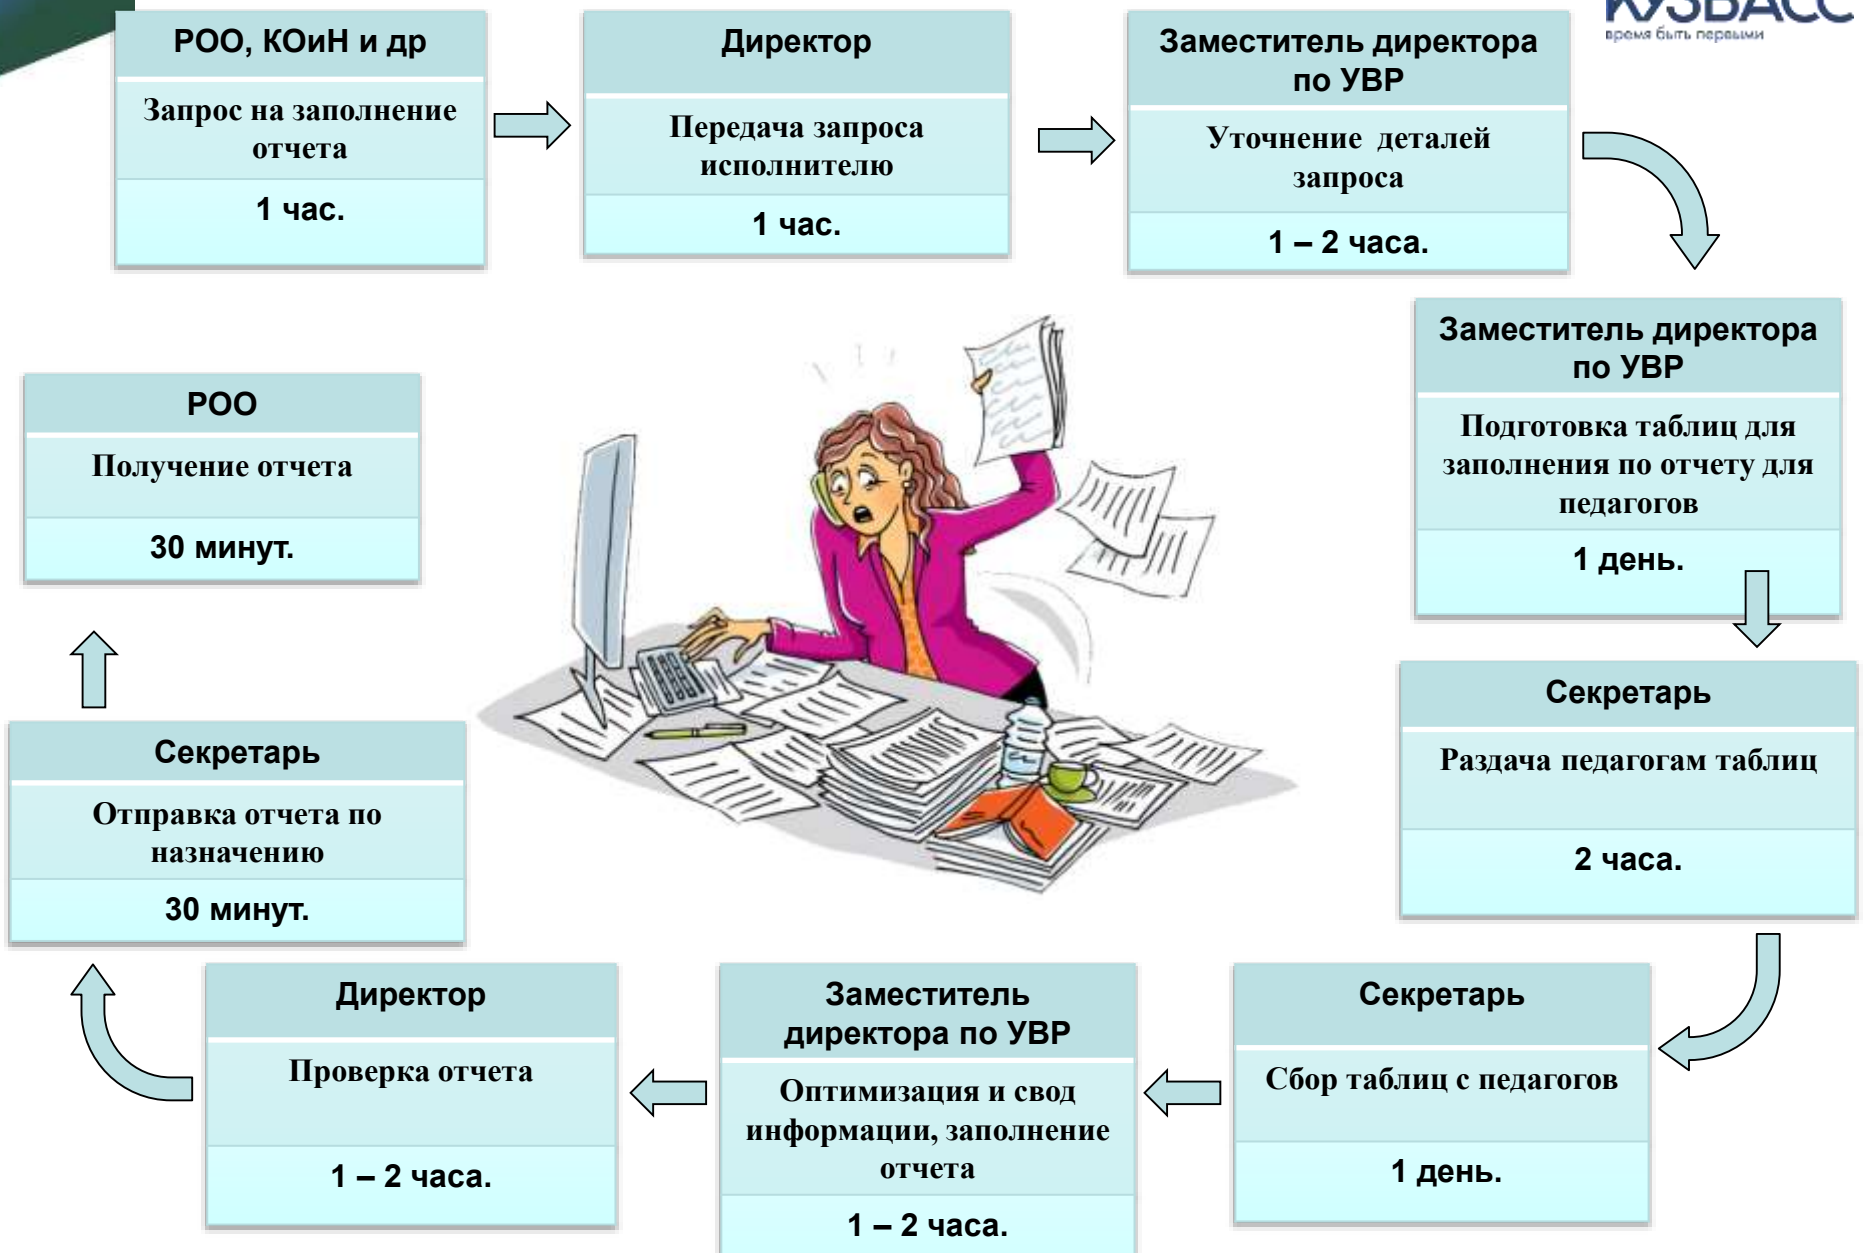 КУЗБАСС
время быть первыми
РОО, КОиН и др
Запрос на заполнение
отчета
1 час.
Директор
Передача запроса
исполнителю
1 час.
Заместитель директора
по УВР
Уточнение деталей
запроса
1 – 2 часа.
Заместитель директора
по УВР
Подготовка таблиц для
заполнения по отчету для
педагогов
1 день.
Секретарь
Раздача педагогам таблиц
2 часа.
Секретарь
Сбор таблиц с педагогов
1 день.
Заместитель
директора по УВР
Оптимизация и свод
информации, заполнение
отчета
1 – 2 часа.
Директор
Проверка отчета
1 – 2 часа.
Секретарь
Отправка отчета по
назначению
30 минут.
РОО
Получение отчета
30 минут.